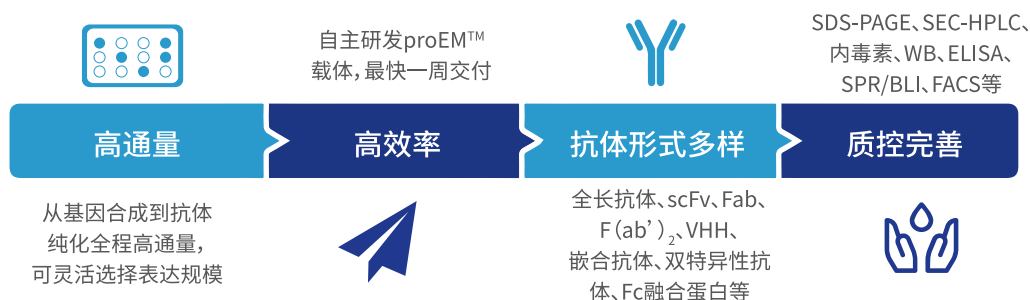 自主研发proEM™
载体,最快一周交付
SDS-PAGE、SEC-HPLC、
内毒素、WB、ELISA、
SPR/BLI、FACS等
高通量
高效率
抗体形式多样
质控完善
从基因合成到抗体
纯化全程高通量,
可灵活选择表达规模
全长抗体、scFv、Fab、
F(ab’)₂、VHH、
嵌合抗体、双特异性抗
体、Fc融合蛋白等